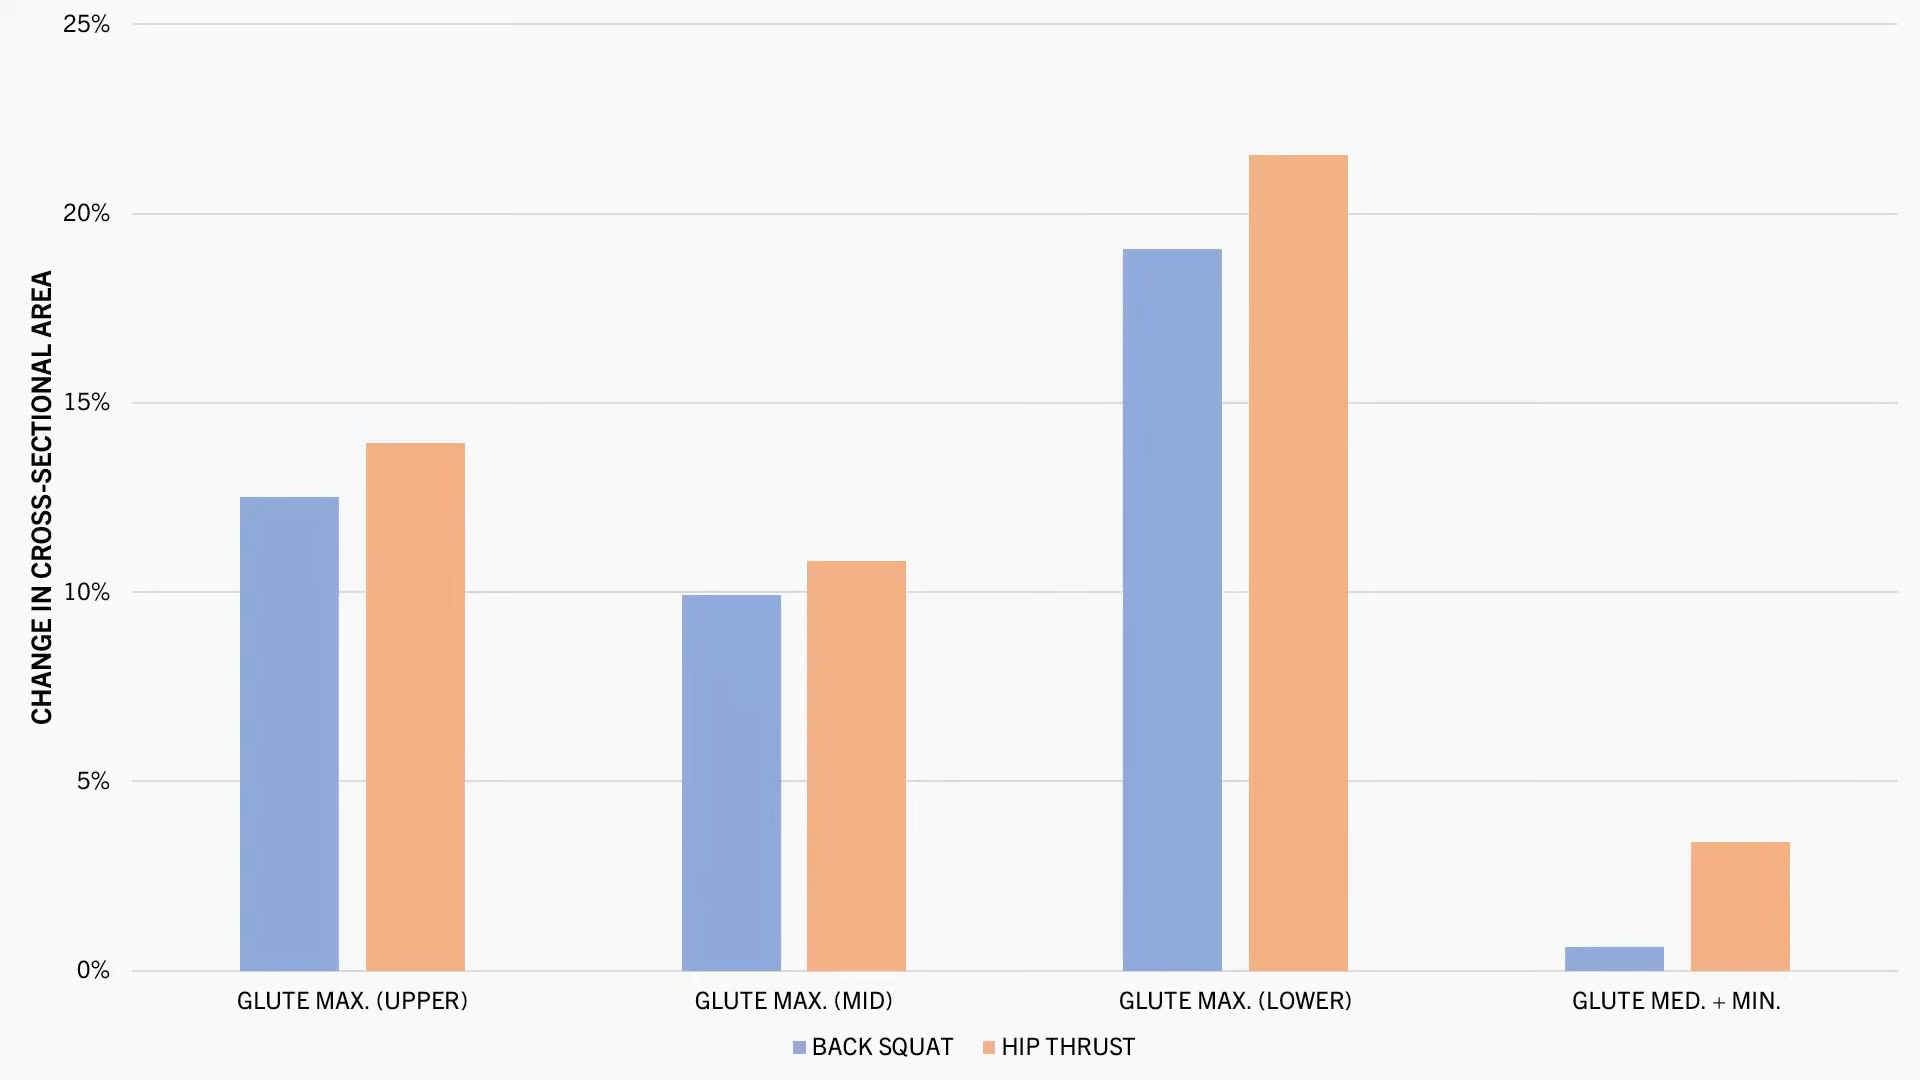 25%
20%
15%
10%
5%
0%
CHANGE IN CROSS-SECTIONAL AREA
GLUTE MAX. (UPPER)
GLUTE MAX. (MID)
GLUTE MAX. (LOWER)
GLUTE MED. + MIN.
BACK SQUAT
HIP THRUST